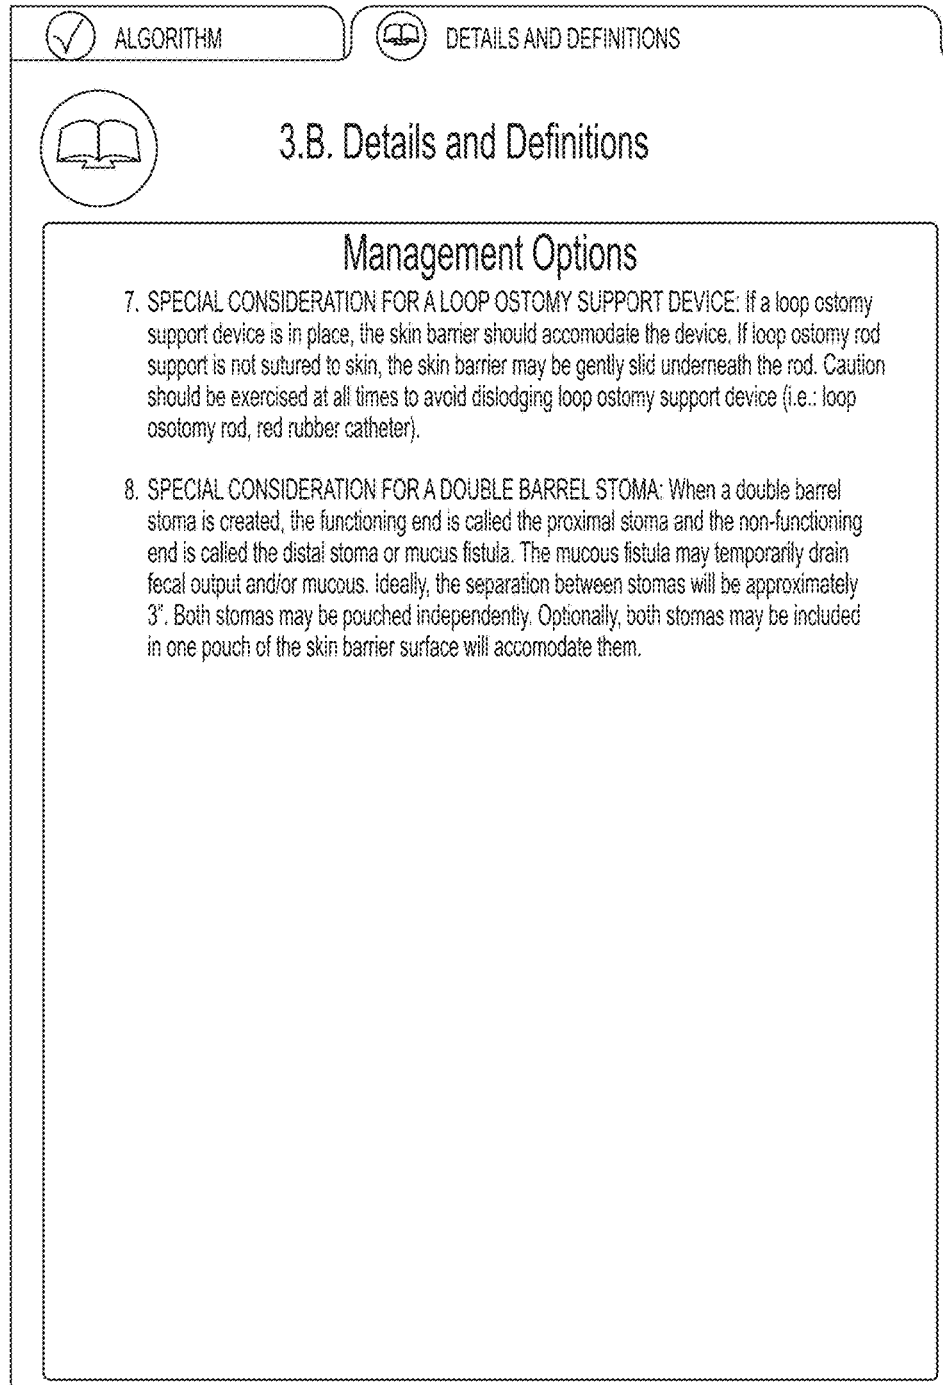 ALGORITHM
DETAILS AND DEFINITIONS
3.B. Details and Definitions
Management Options
7. SPECIAL CONSIDERATION FOR A LOOP OSTOMY SUPPORT DEVICE: If a loop ostomy
support device is in place, the skin barrier should accomodate the device. If loop ostomy rod
support is not sutured to skin, the skin barrier may be gently slid underneath the rod. Caution
should be exercised at all times to avoid dislodging loop ostomy support device (i.e.: loop
osotomy rod, red rubber catheter).
8. SPECIAL CONSIDERATION FOR A DOUBLE BARREL STOMA: When a double barrel
stoma is created, the functioning end is called the proximal stoma and the non-functioning
end is called the distal stoma or mucus fistula. The mucous fistula may temporarily drain
fecal output and/or mucous. Ideally, the separation between stomas will be approximately
3". Both stomas may be pouched independently. Optionally, both stomas may be included
in one pouch of the skin barrier surface will accomodate them.